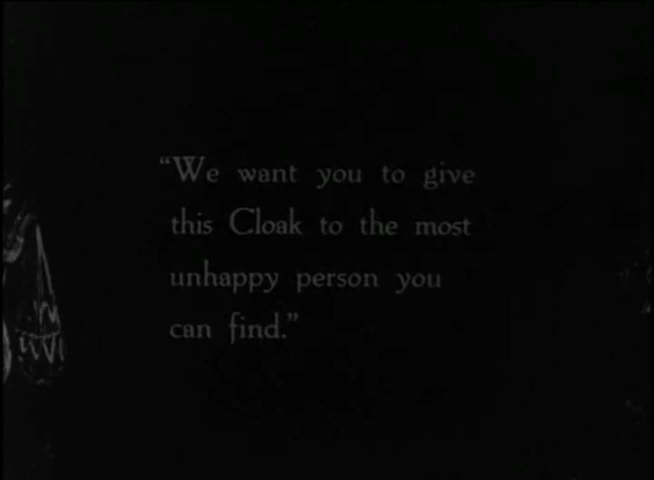 “We want you to give
this Cloak to the most
unhappy person you
can find.”